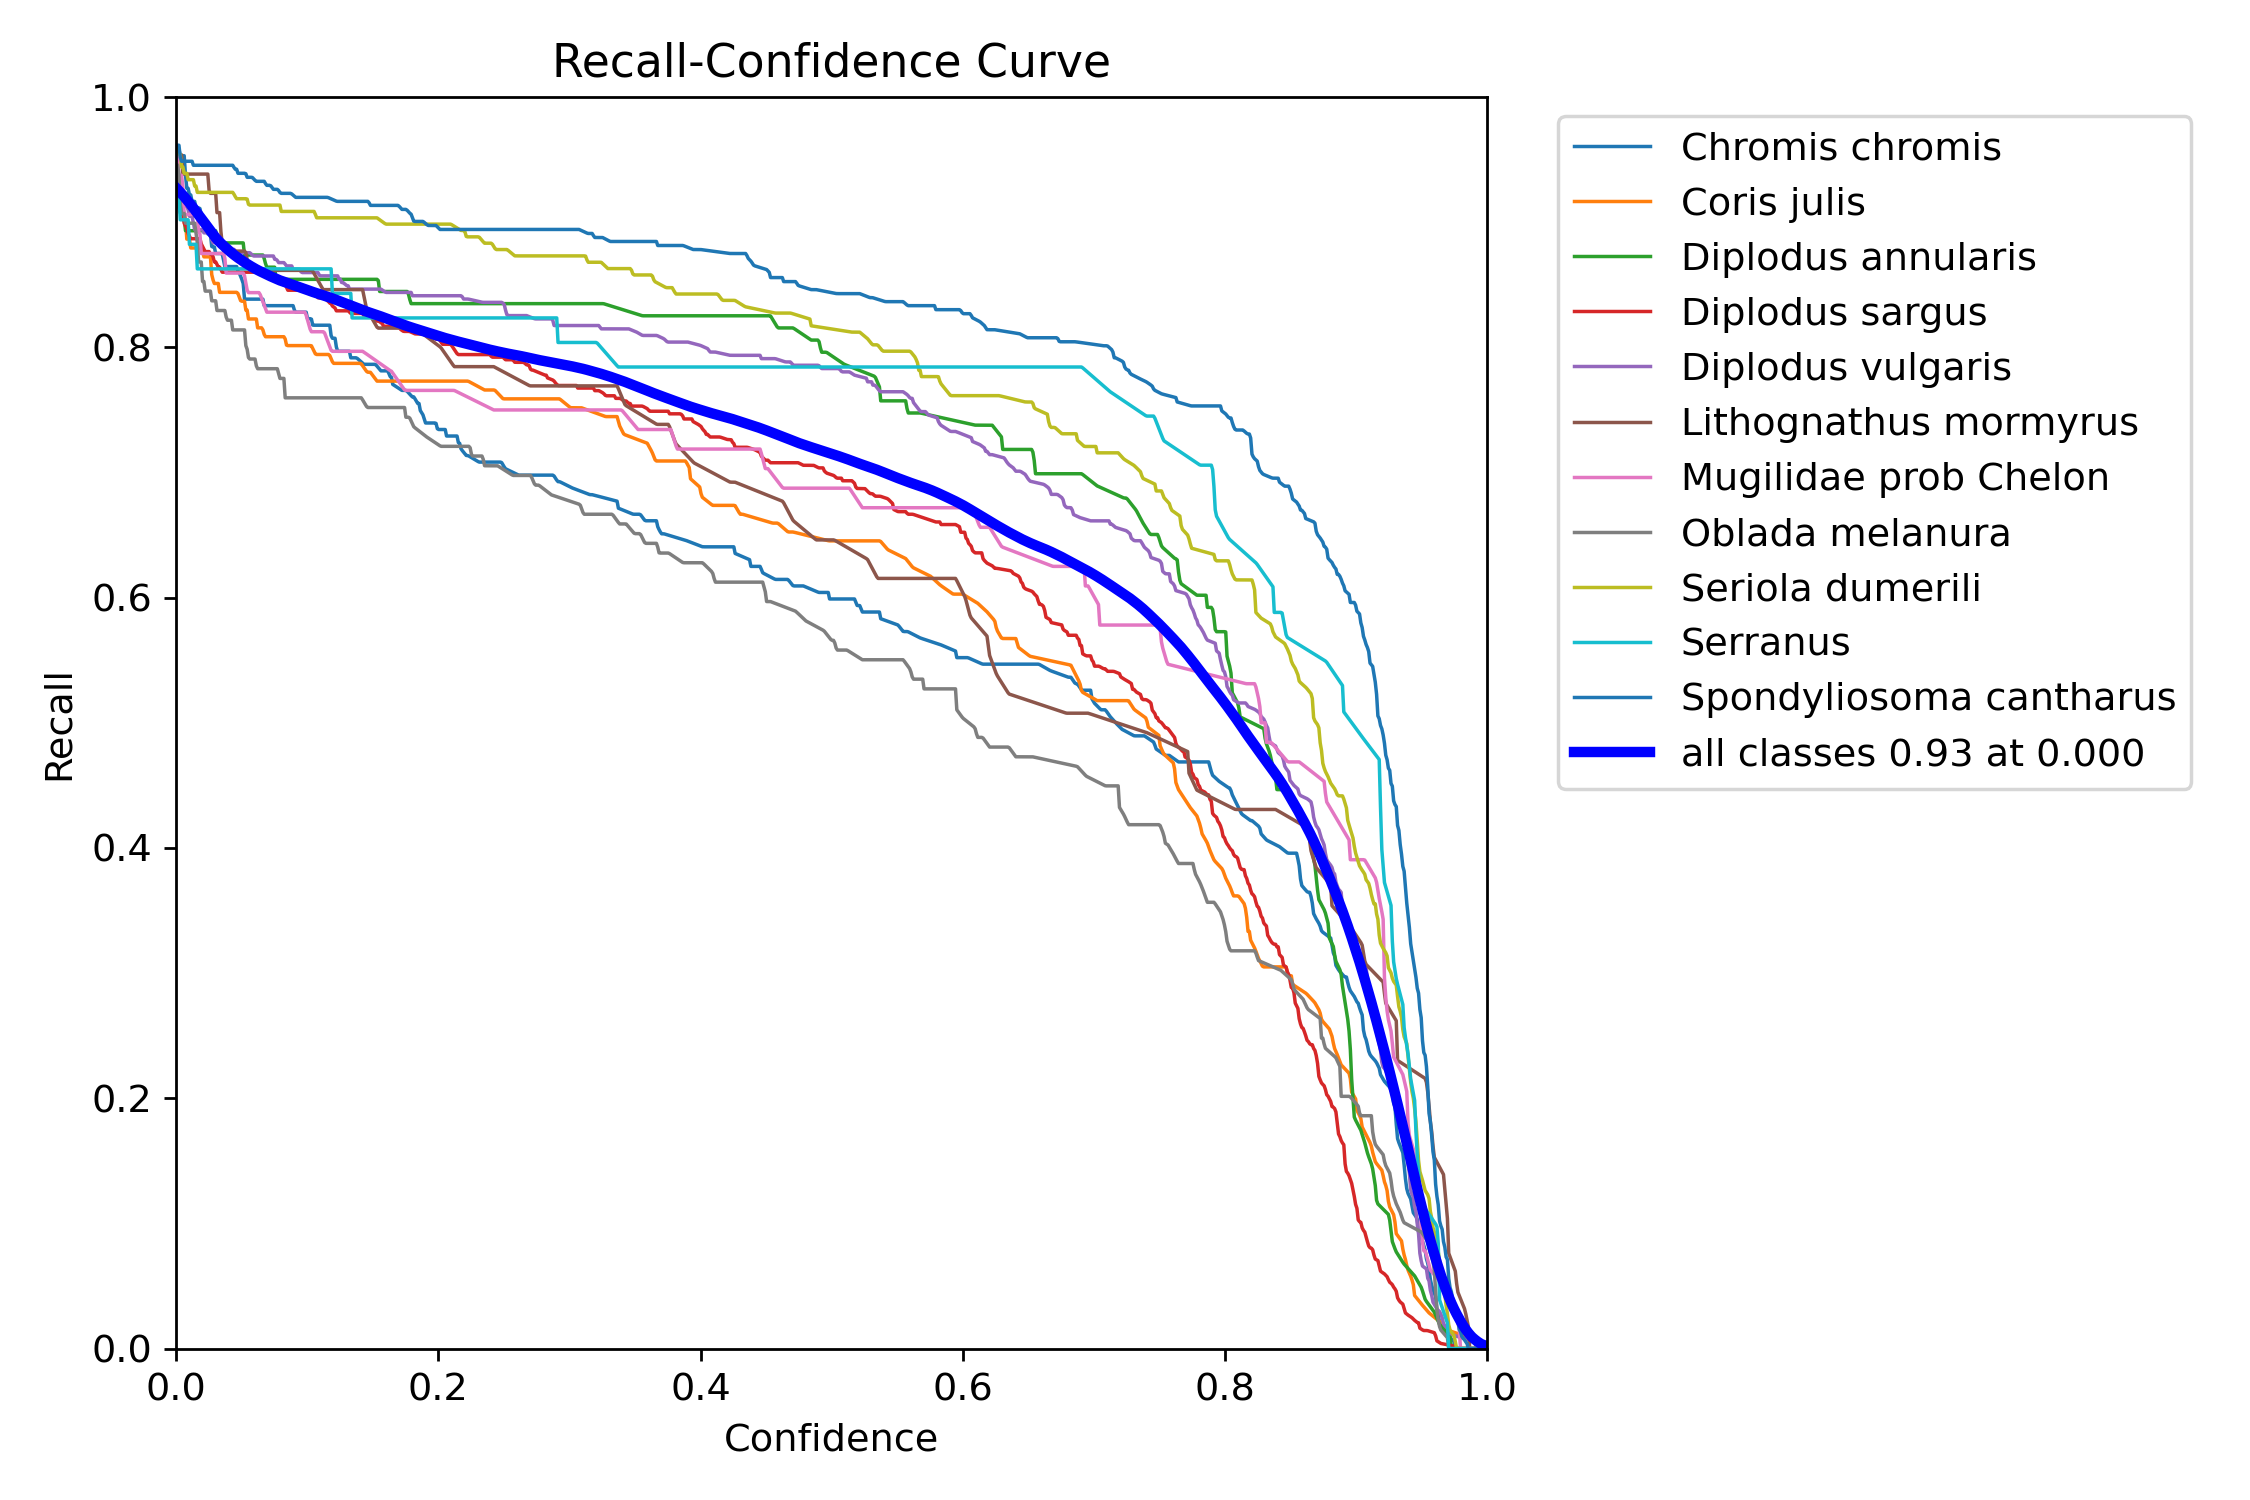 Recall-Confidence Curve
1.0
0.8
0.6
0.4
0.2
0.0
Recall
0.0 0.2 0.4 0.6 0.8 1.0
Confidence
Chromis chromis
Coris julis
Diplodus annularis
Diplodus sargus
Diplodus vulgaris
Lithognathus mormyrus
Mugilidae prob Chelon
Oblada melanura
Seriola dumerili
Serranus
Spondyliosoma cantharus
all classes 0.93 at 0.000